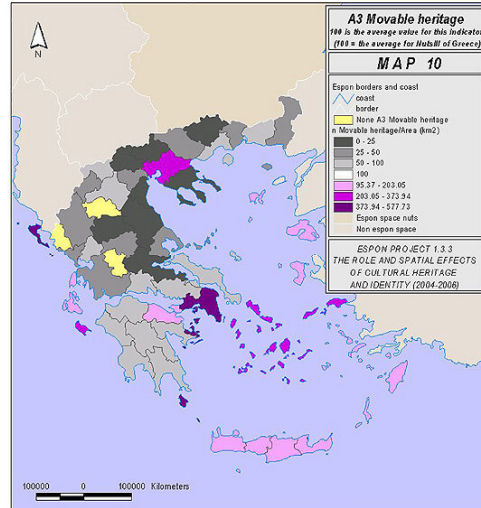 A3 Movable heritage
100 is the average value for this indicator
(100 = the average for NutsIII of Greece)
MAP 10
N
Espon borders and coast
coast
border
None A3 Movable heritage
n Movable heritage/Area (km2)
0 - 25
25 - 50
50 - 100
100
95.37 - 203.05
203.05 - 373.94
373.94 - 577.73
Espon space nuts
Non espon space
ESPON PROJECT 1.3.3
THE ROLE AND SPATIAL EFFECTS
OF CULTURAL HERITAGE
AND IDENTITY (2004-2006)
100000 0 100000 Kilometers